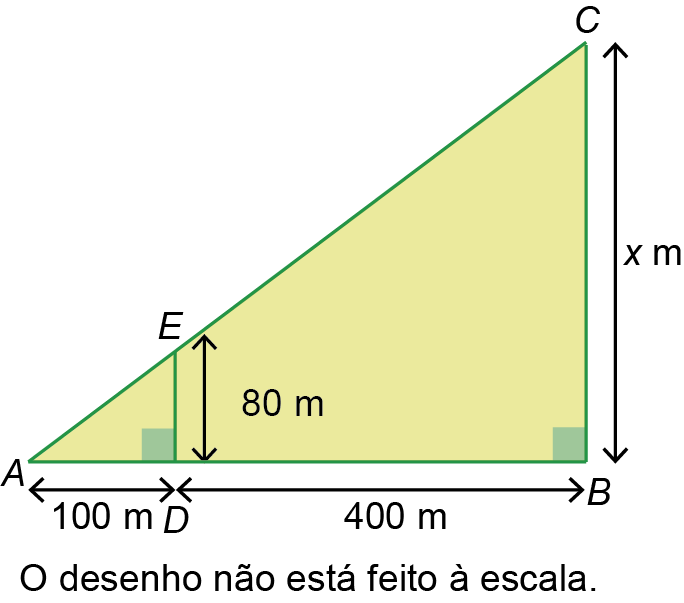 C
x m
E
80 m
A
B
100 m D 400 m
O desenho não está feito à escala.